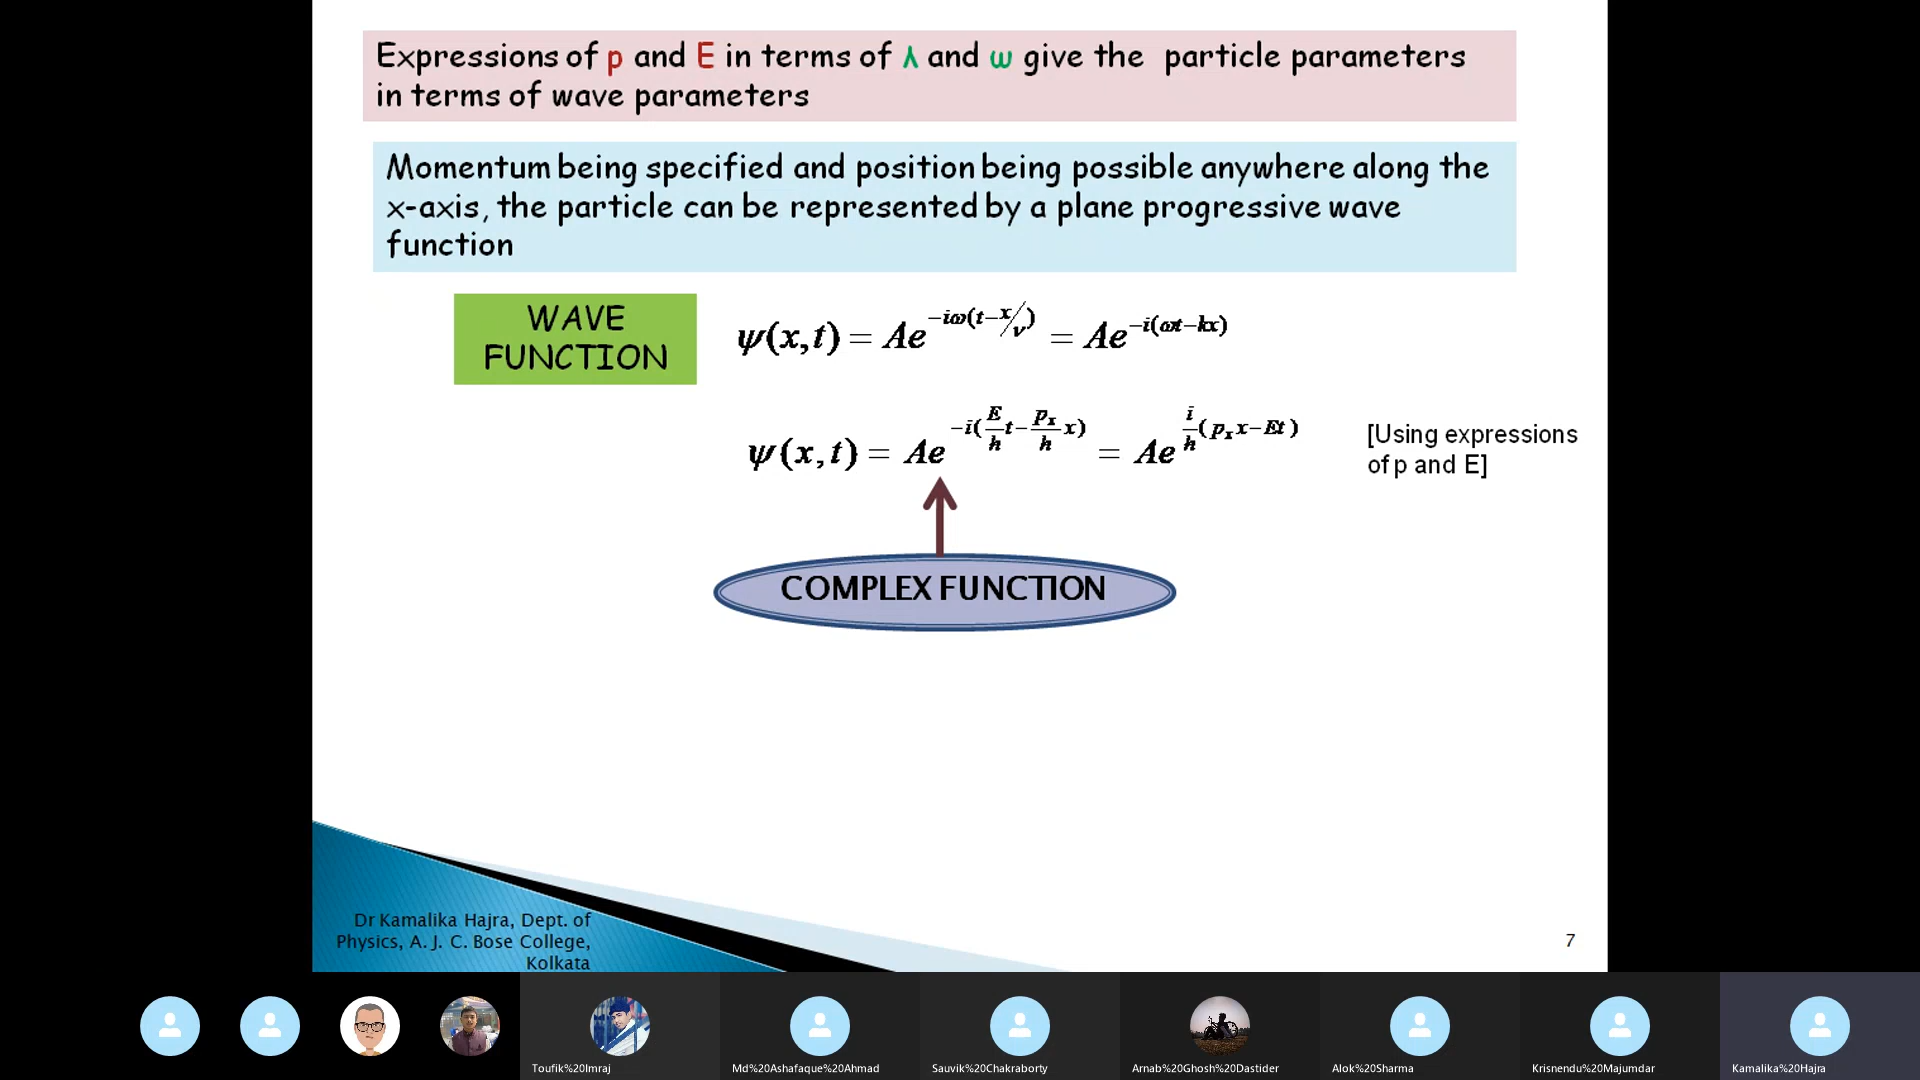 Expressions of p and E in terms of λ and ω give the particle parameters
in terms of wave parameters
Momentum being specified and position being possible anywhere along the
x-axis, the particle can be represented by a plane progressive wave
function
WAVE
FUNCTION
ψ(x,t) = Ae^{-iω(t-x/v)} = Ae^{-i(ωt-kx)}
ψ(x,t) = Ae^{-i(\frac{E}{h}t-\frac{p_x}{h}x)} = Ae^{\frac{i}{h}(p_x x-Et)}
[Using expressions
of p and E]
COMPLEX FUNCTION
Dr Kamalika Hajra, Dept. of
Physics, A. J. C. Bose College,
Kolkata
7
Toufik%20Imraj
Md%20Ashafaque%20Ahmad
Sauvik%20Chakraborty
Arnab%20Ghosh%20Dastider
Alok%20Sharma
Krisnendu%20Majumdar
Kamalika%20Hajra